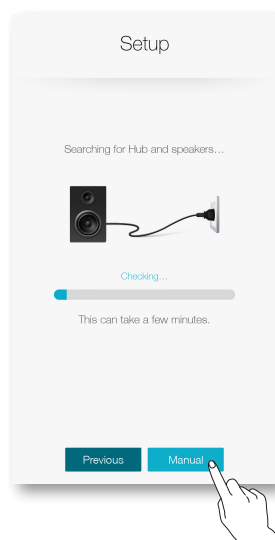 Setup
Searching for Hub and speakers...
Checking...
This can take a few minutes.
Previous
Manual